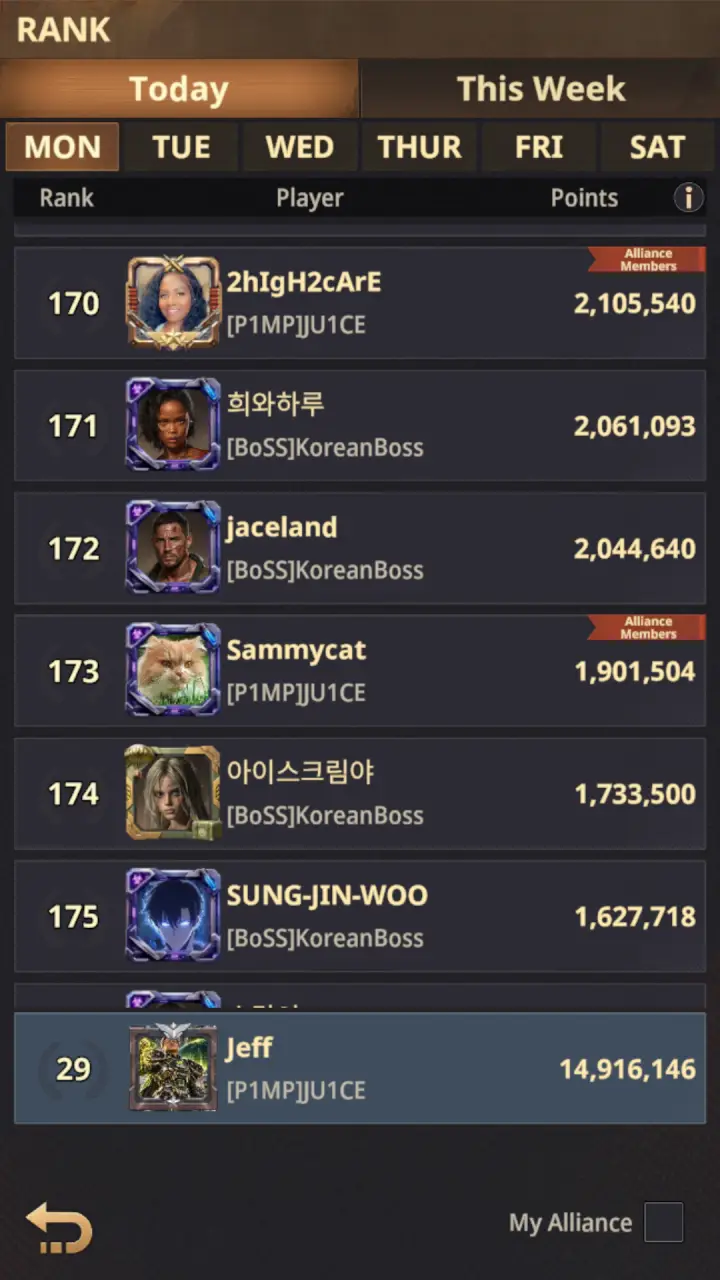 RANK
Today
This Week
MON
TUE
WED
THUR
FRI
SAT
Rank
Player
Points
Alliance
Members
170
2hIgH2cArE
[P1MP]JU1CE
2,105,540
171
희와하루
[BoSS]KoreanBoss
2,061,093
172
jaceland
[BoSS]KoreanBoss
2,044,640
Alliance
Members
173
Sammycat
[P1MP]JU1CE
1,901,504
174
아이스크림야
[BoSS]KoreanBoss
1,733,500
175
SUNG-JIN-WOO
[BoSS]KoreanBoss
1,627,718
29
Jeff
[P1MP]JU1CE
14,916,146
My Alliance